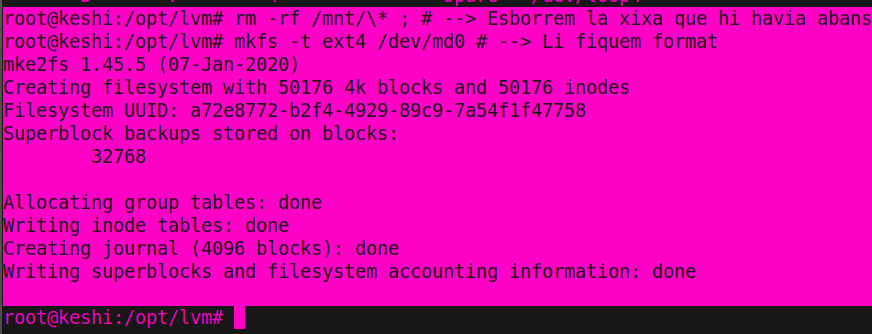 root@keshi:/opt/lvm# rm -rf /mnt/\* ; # --> Esborrem la xixa que hi havia abans
root@keshi:/opt/lvm# mkfs -t ext4 /dev/md0 # --> Li fiquem format
mke2fs 1.45.5 (07-Jan-2020)
Creating filesystem with 50176 4k blocks and 50176 inodes
Filesystem UUID: a72e8772-b2f4-4929-89c9-7a54f1f47758
Superblock backups stored on blocks:
        32768
Allocating group tables: done
Writing inode tables: done
Creating journal (4096 blocks): done
Writing superblocks and filesystem accounting information: done
root@keshi:/opt/lvm#